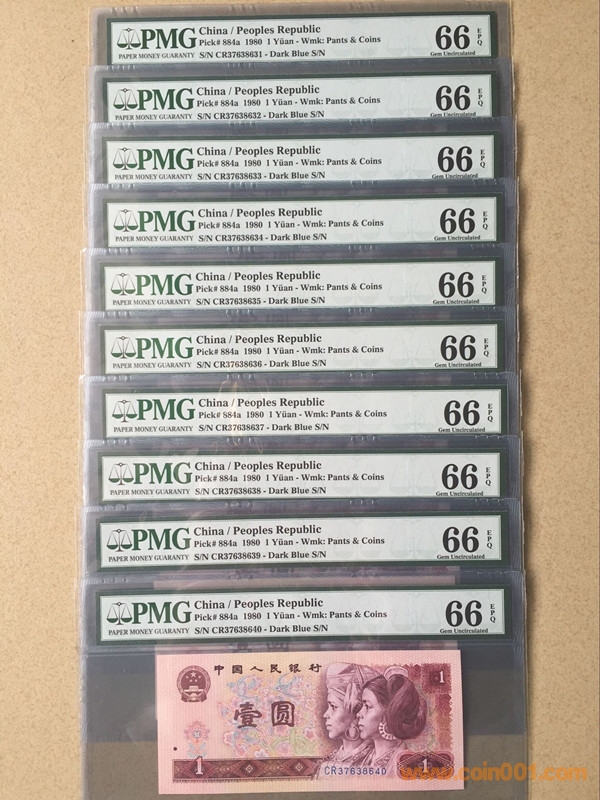 PMG
PAPER MONEY GUARANTY
China / Peoples Republic
Pick# 884a 1980 1 Yüan - Wmk: Pants & Coins
S/N CR37638631 - Dark Blue S/N
66 EPQ
Gem Uncirculated
PMG
PAPER MONEY GUARANTY
China / Peoples Republic
Pick# 884a 1980 1 Yüan - Wmk: Pants & Coins
S/N CR37638632 - Dark Blue S/N
66 EPQ
Gem Uncirculated
PMG
PAPER MONEY GUARANTY
China / Peoples Republic
Pick# 884a 1980 1 Yüan - Wmk: Pants & Coins
S/N CR37638633 - Dark Blue S/N
66 EPQ
Gem Uncirculated
PMG
PAPER MONEY GUARANTY
China / Peoples Republic
Pick# 884a 1980 1 Yüan - Wmk: Pants & Coins
S/N CR37638634 - Dark Blue S/N
66 EPQ
Gem Uncirculated
PMG
PAPER MONEY GUARANTY
China / Peoples Republic
Pick# 884a 1980 1 Yüan - Wmk: Pants & Coins
S/N CR37638635 - Dark Blue S/N
66 EPQ
Gem Uncirculated
PMG
PAPER MONEY GUARANTY
China / Peoples Republic
Pick# 884a 1980 1 Yüan - Wmk: Pants & Coins
S/N CR37638636 - Dark Blue S/N
66 EPQ
Gem Uncirculated
PMG
PAPER MONEY GUARANTY
China / Peoples Republic
Pick# 884a 1980 1 Yüan - Wmk: Pants & Coins
S/N CR37638637 - Dark Blue S/N
66 EPQ
Gem Uncirculated
PMG
PAPER MONEY GUARANTY
China / Peoples Republic
Pick# 884a 1980 1 Yüan - Wmk: Pants & Coins
S/N CR37638638 - Dark Blue S/N
66 EPQ
Gem Uncirculated
PMG
PAPER MONEY GUARANTY
China / Peoples Republic
Pick# 884a 1980 1 Yüan - Wmk: Pants & Coins
S/N CR37638639 - Dark Blue S/N
66 EPQ
Gem Uncirculated
PMG
PAPER MONEY GUARANTY
China / Peoples Republic
Pick# 884a 1980 1 Yüan - Wmk: Pants & Coins
S/N CR37638640 - Dark Blue S/N
66 EPQ
Gem Uncirculated
中国人民银行
1
壹圆
1
CR37638640
1
www.coin001.com